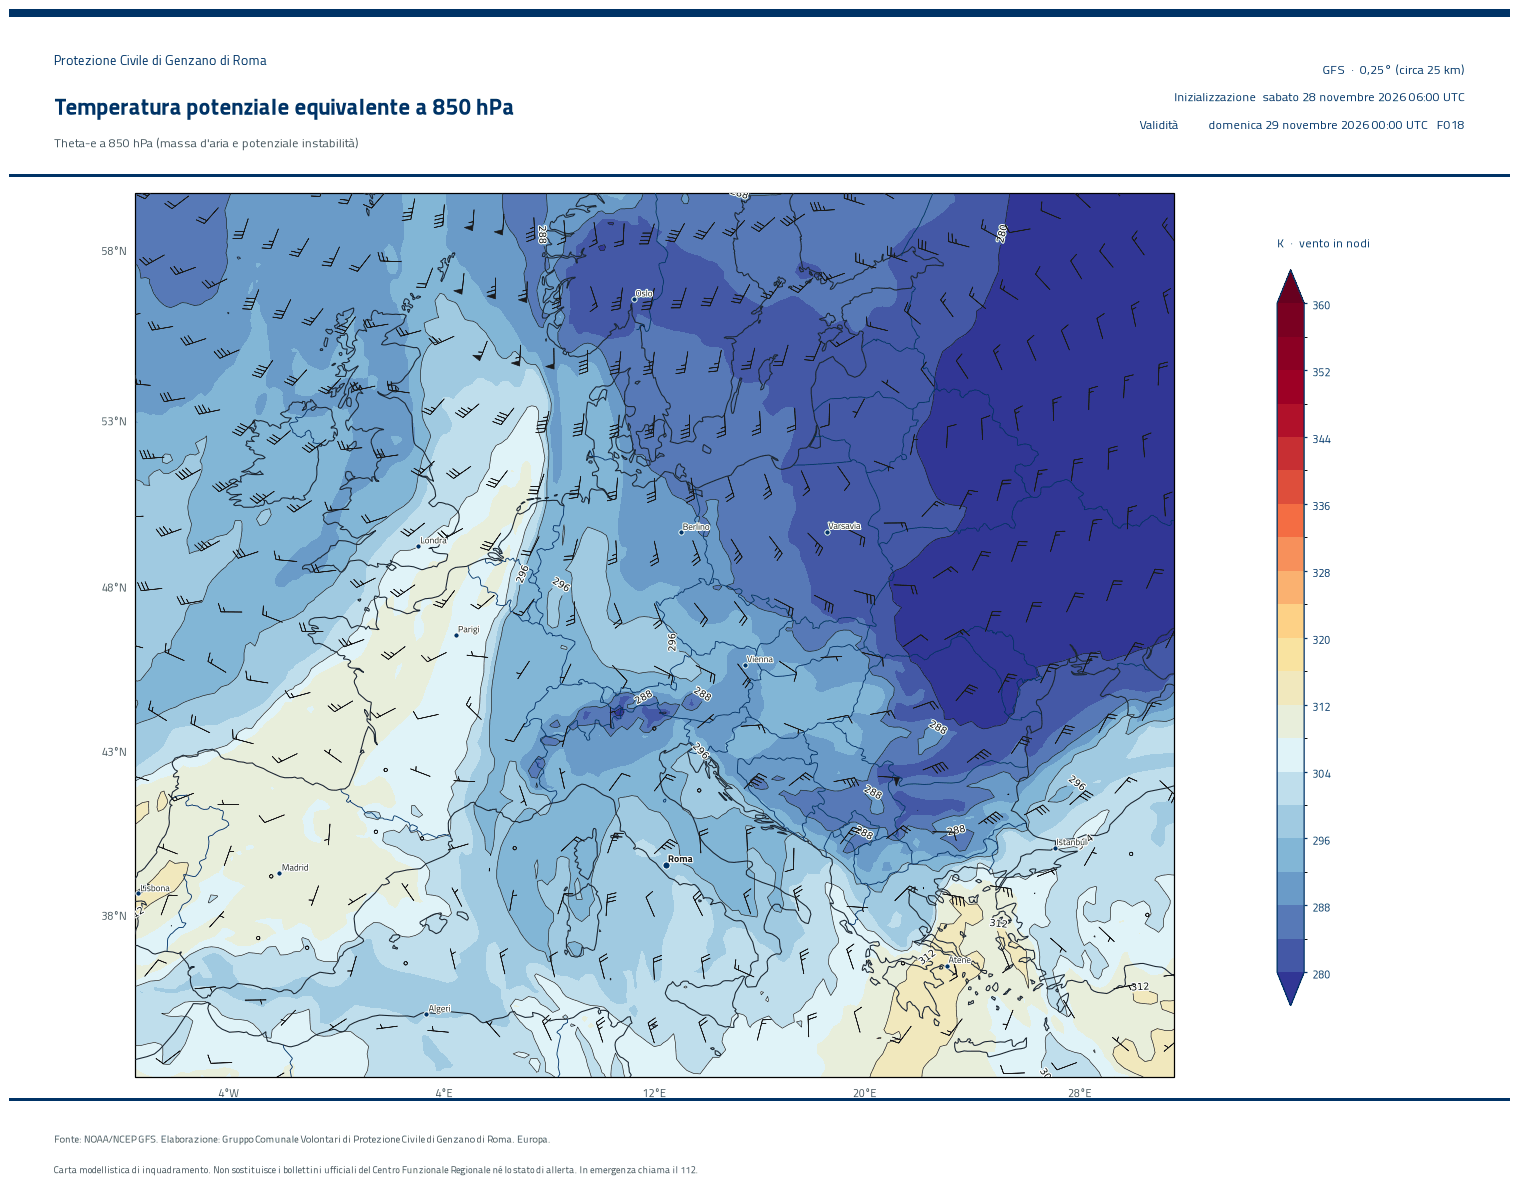 Protezione Civile di Genzano di Roma
Temperatura potenziale equivalente a 850 hPa
Theta-e a 850 hPa (massa d'aria e potenziale instabilità)
GFS · 0,25° (circa 25 km)
Inizializzazione sabato 28 novembre 2026 06:00 UTC
Validità domenica 29 novembre 2026 00:00 UTC F018
K · vento in nodi
360
352
344
336
328
320
312
304
296
288
280
58°N
53°N
48°N
43°N
38°N
4°W
4°E
12°E
20°E
28°E
288
288
280
Oslo
Berlino
Varsavia
Londra
296
296
296
Parigi
Vienna
288
288
288
296
288
296
288
288
Istanbul
Roma
Madrid
Lisbona
312
312
Atene
312
Algeri
Fonte: NOAA/NCEP GFS. Elaborazione: Gruppo Comunale Volontari di Protezione Civile di Genzano di Roma. Europa.
Carta modellistica di inquadramento. Non sostituisce i bollettini ufficiali del Centro Funzionale Regionale né lo stato di allerta. In emergenza chiama il 112.